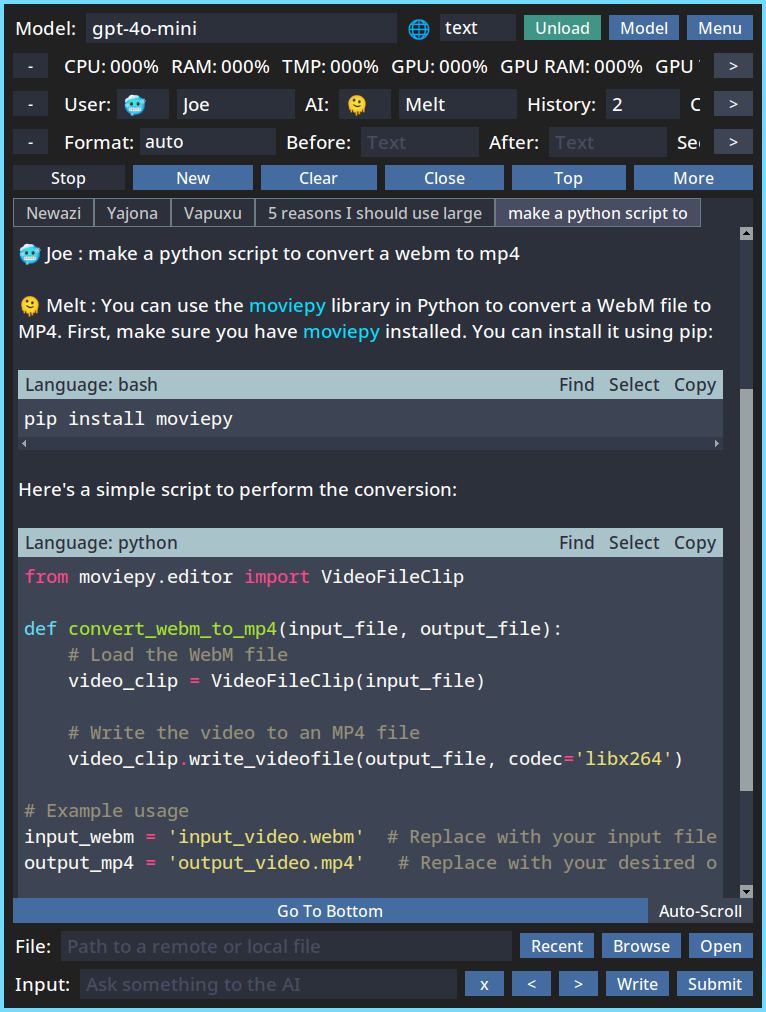 Model: gpt-4o-mini 🌐 text Unload Model Menu
- CPU: 000% RAM: 000% TMP: 000% GPU: 000% GPU RAM: 000% GPU >
- User: 🥶 Joe AI: 🫠 Melt History: 2 C >
- Format: auto Before: Text After: Text Se >
Stop New Clear Close Top More
Newazi Yajona Vapuxu 5 reasons I should use large make a python script to
🥶 Joe : make a python script to convert a webm to mp4
🫠 Melt : You can use the moviepy library in Python to convert a WebM file to
MP4. First, make sure you have moviepy installed. You can install it using pip:
Language: bash Find Select Copy
pip install moviepy
Here's a simple script to perform the conversion:
Language: python Find Select Copy
from moviepy.editor import VideoFileClip
def convert_webm_to_mp4(input_file, output_file):
    # Load the WebM file
    video_clip = VideoFileClip(input_file)
    # Write the video to an MP4 file
    video_clip.write_videofile(output_file, codec='libx264')
# Example usage
input_webm = 'input_video.webm'  # Replace with your input file
output_mp4 = 'output_video.mp4'   # Replace with your desired o
Go To Bottom Auto-Scroll
File: Path to a remote or local file Recent Browse Open
Input: Ask something to the AI x < > Write Submit